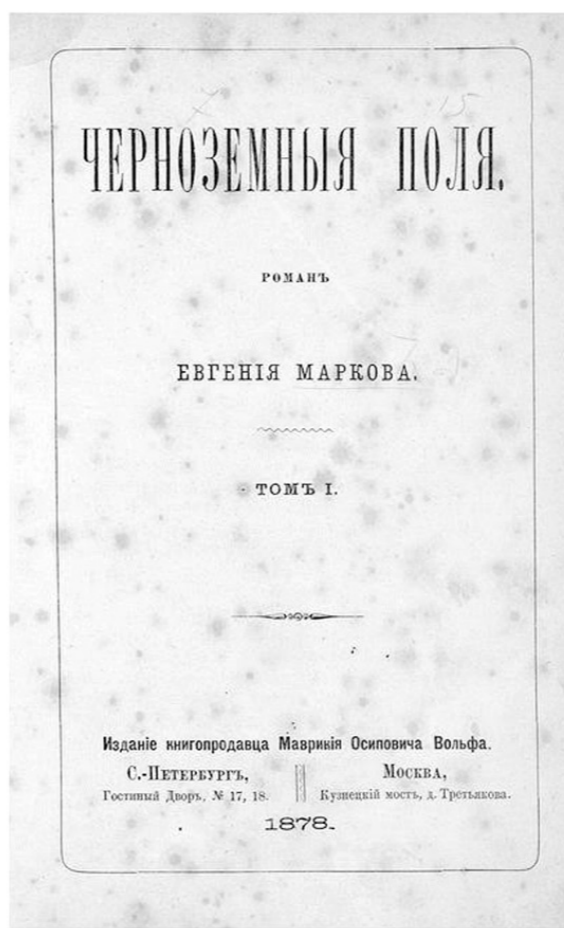 ЧЕРНОЗЕМНЫЯ ПОЛЯ.
РОМАНЪ
ЕВГЕНІЯ МАРКОВА.
ТОМЪ I.
Изданіе книгопродавца Маврикія Осиповича Вольфа.
С.-ПЕТЕРБУРГЪ,
Гостиный Дворъ, № 17, 18.
МОСКВА,
Кузнецкій мостъ, д. Третьякова.
1878.